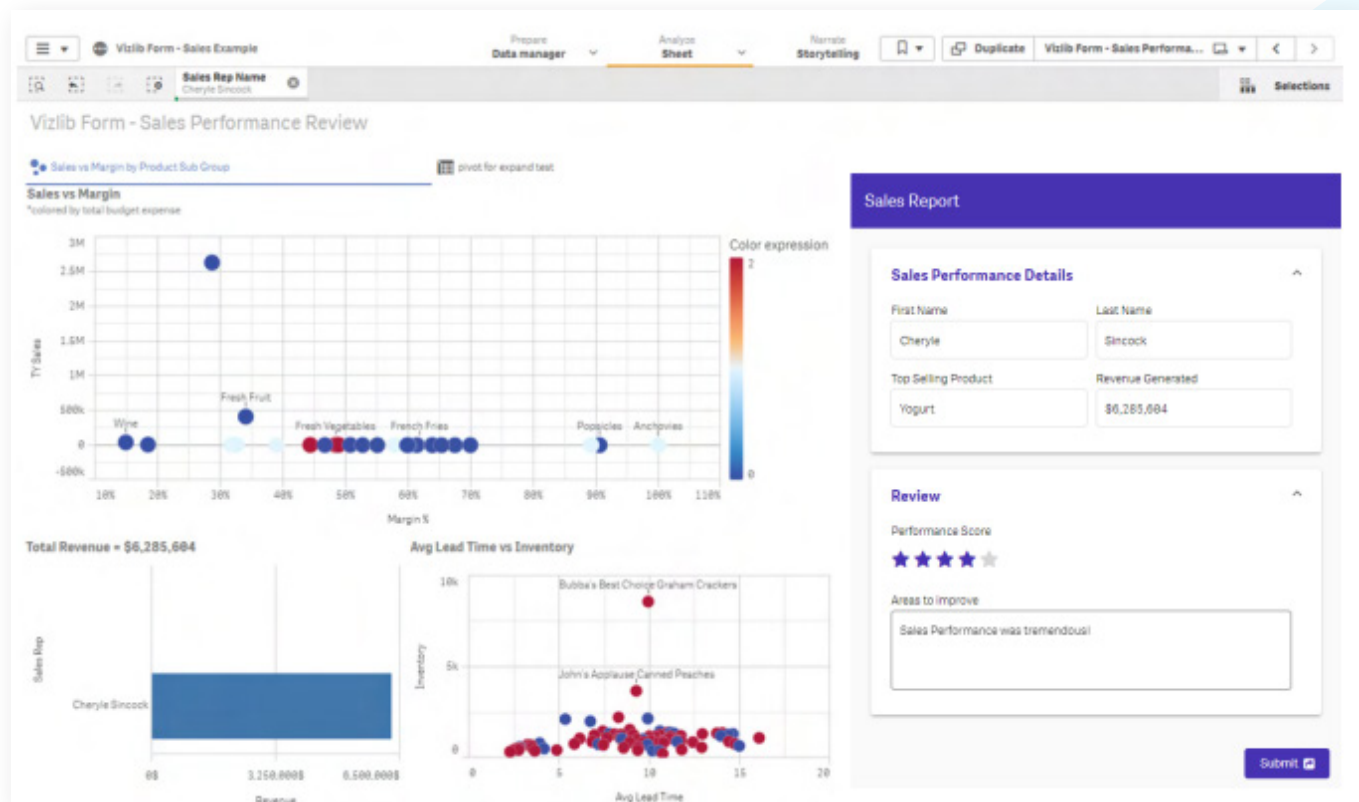 Vizlib Form - Sales Example
Prepare
Data manager
Analyze
Sheet
Narrate
Storytelling
Duplicate
Vizlib Form - Sales Performa...
Sales Rep Name
Cheryle Sincock
Selections
Vizlib Form - Sales Performance Review
Sales vs Margin by Product Sub Group
pivot for expand test
Sales vs Margin
*colored by total budget expense
3M
2.5M
2M
1.5M
1M
500k
0
-500k
TY Sales
Wine
Fresh Fruit
Fresh Vegetables
French Fries
Popsicles
Anchovies
10% 20% 30% 40% 50% 60% 70% 80% 90% 100% 110%
Margin %
Color expression
2
0
Total Revenue = $6,285,604
Sales Rep
Cheryle Sincock
0$ 3.250.000$ 6.500.000$
Revenue
Avg Lead Time vs Inventory
10k
5k
0
Inventory
Bubba's Best Choice Graham Crackers
John's Applause Canned Peaches
0 5 10 15 20
Avg Lead Time
Sales Report
Sales Performance Details
First Name Last Name
Cheryle Sincock
Top Selling Product Revenue Generated
Yogurt $6,285,604
Review
Performance Score
Areas to Improve
Sales Performance was tremendous!
Submit